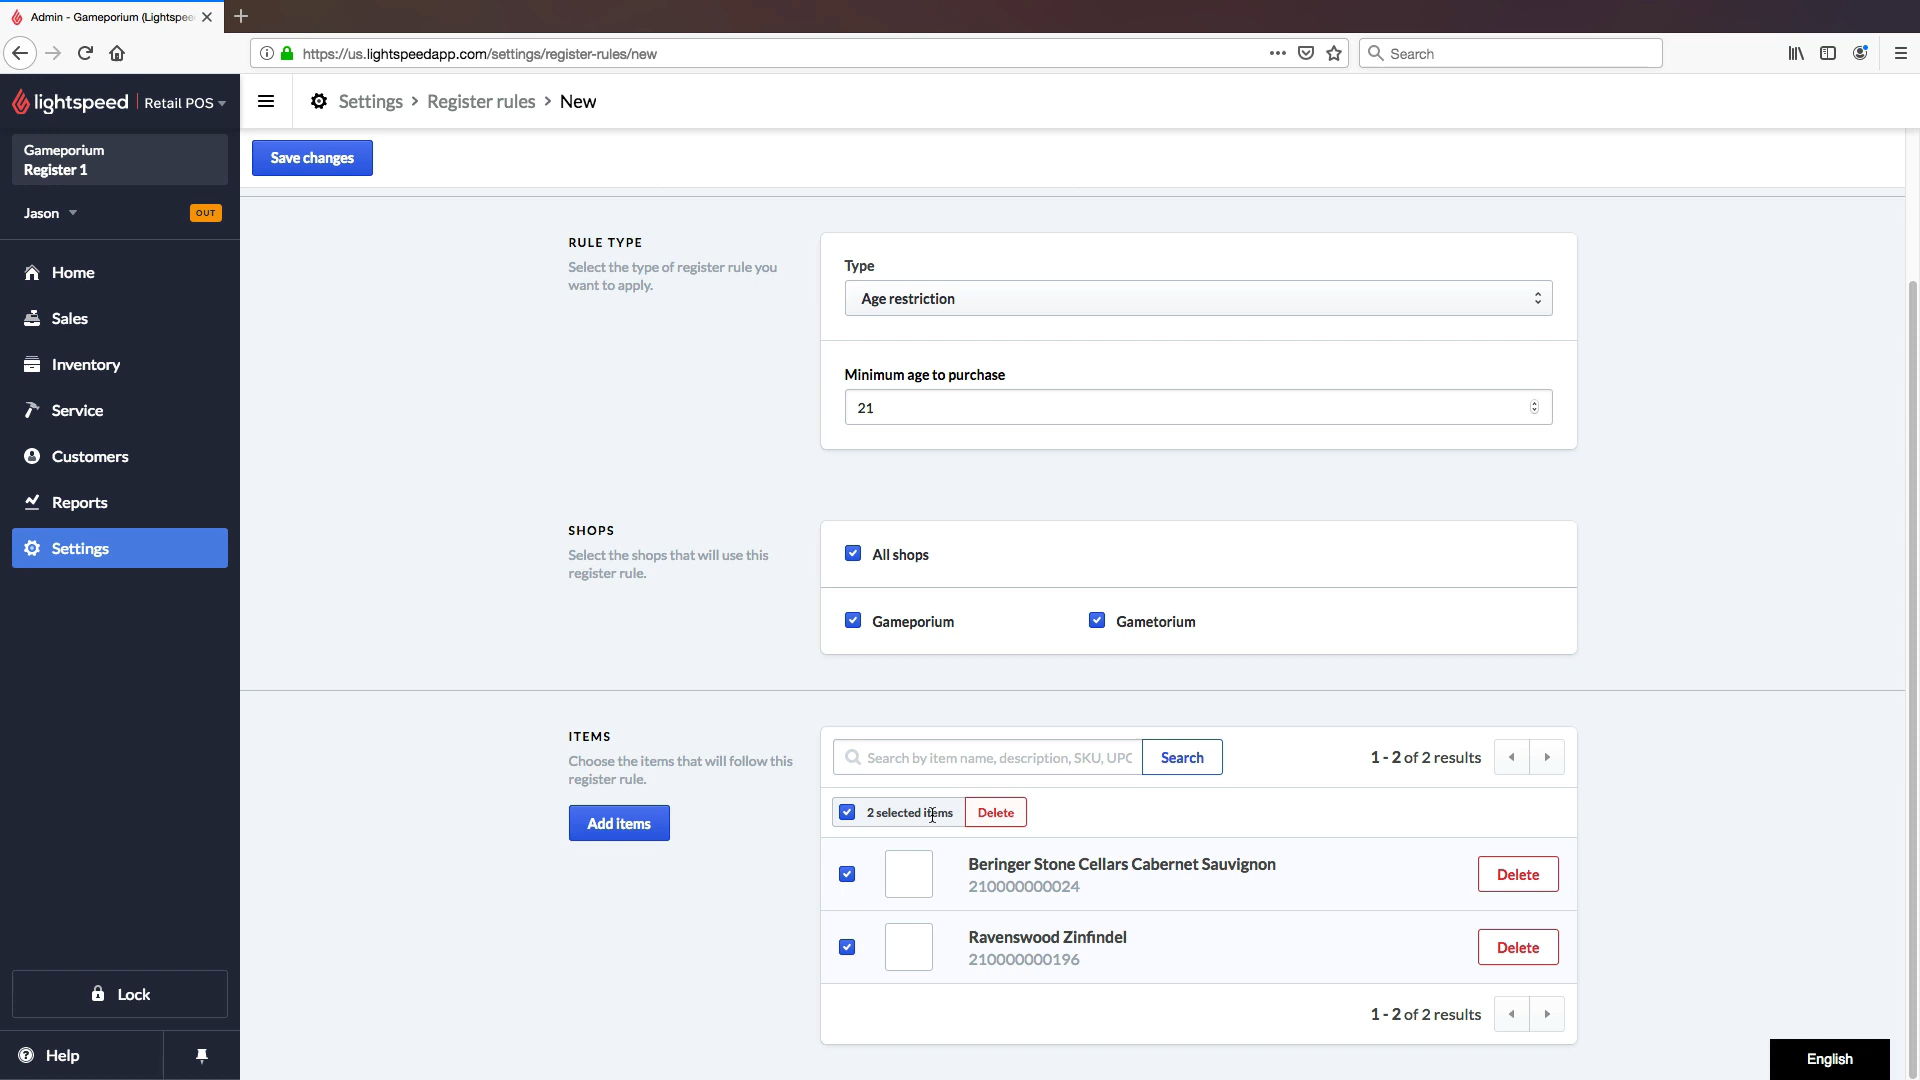 Admin - Gameporium (Lightspee
https://us.lightspeedapp.com/settings/register-rules/new
Search
lightspeed Retail POS
Settings > Register rules > New
Gameporium
Register 1
Save changes
Jason
OUT
Home
Sales
Inventory
Service
Customers
Reports
Settings
Lock
Help
RULE TYPE
Select the type of register rule you
want to apply.
Type
Age restriction
Minimum age to purchase
21
SHOPS
Select the shops that will use this
register rule.
All shops
Gameporium
Gametorium
ITEMS
Choose the items that will follow this
register rule.
Add items
Search by item name, description, SKU, UPC
Search
1 - 2 of 2 results
2 selected items
Delete
Beringer Stone Cellars Cabernet Sauvignon
210000000024
Delete
Ravenswood Zinfindel
210000000196
Delete
1 - 2 of 2 results
English